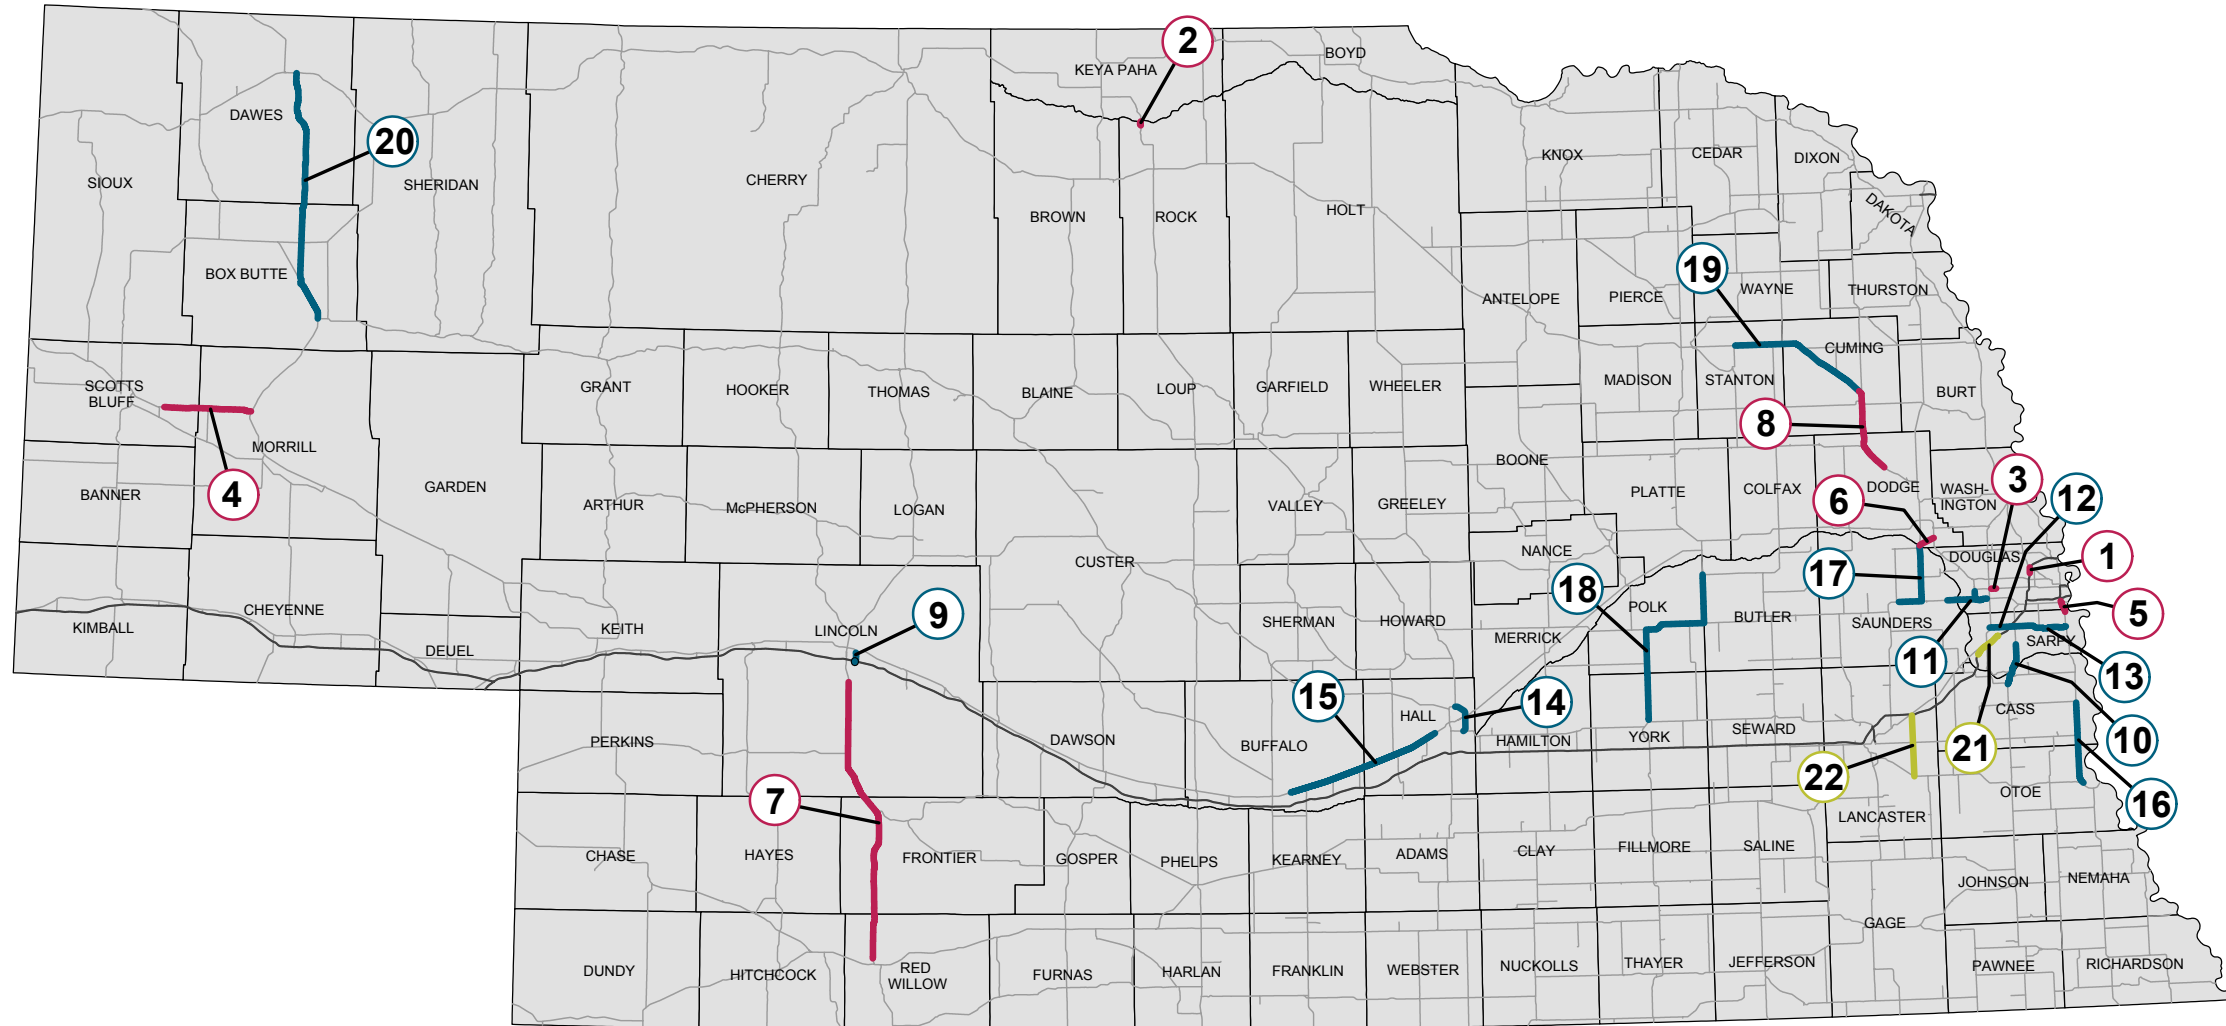 2
BOYD
KEYA PAHA
DAWES
20
SIOUX
SHERIDAN
CHERRY
BROWN
ROCK
HOLT
KNOX
CEDAR
DIXON
DAKOTA
BOX BUTTE
19
ANTELOPE
PIERCE
WAYNE
THURSTON
SCOTTS
BLUFF
GRANT
HOOKER
THOMAS
BLAINE
LOUP
GARFIELD
WHEELER
MADISON
STANTON
CUMING
BURT
MORRILL
4
8
BANNER
GARDEN
ARTHUR
McPHERSON
LOGAN
VALLEY
GREELEY
BOONE
PLATTE
COLFAX
DODGE
WASH-
INGTON
6
3
12
CUSTER
NANCE
DOUGLAS
1
17
18
KIMBALL
CHEYENNE
DEUEL
KEITH
LINCOLN
9
SHERMAN
HOWARD
MERRICK
POLK
BUTLER
SAUNDERS
5
SARPY
11
13
15
14
HALL
PERKINS
DAWSON
BUFFALO
HAMILTON
YORK
SEWARD
CASS
21
10
22
7
OTOE
16
LANCASTER
CHASE
HAYES
FRONTIER
GOSPER
PHELPS
KEARNEY
ADAMS
CLAY
FILLMORE
SALINE
JOHNSON
NEMAHA
GAGE
DUNDY
HITCHCOCK
RED
WILLOW
FURNAS
HARLAN
FRANKLIN
WEBSTER
NUCKOLLS
THAYER
JEFFERSON
PAWNEE
RICHARDSON